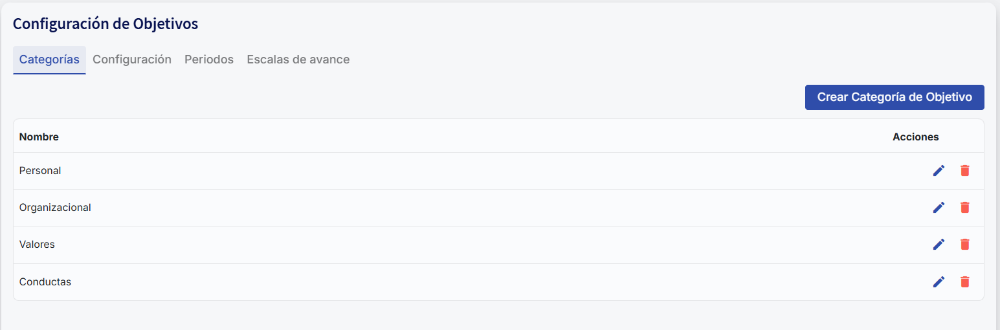 Configuración de Objetivos
Categorías Configuración Periodos Escalas de avance
Crear Categoría de Objetivo
Nombre Acciones
Personal
Organizacional
Valores
Conductas